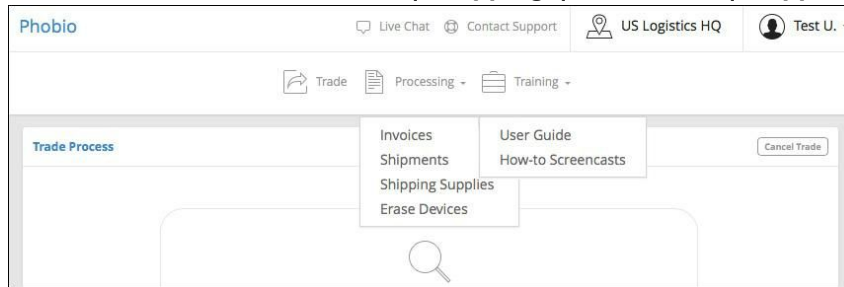 Phobio Live Chat Contact Support US Logistics HQ Test U.
Trade Processing Training
Trade Process Cancel Trade
Invoices
Shipments
Shipping Supplies
Erase Devices
User Guide
How-to Screencasts